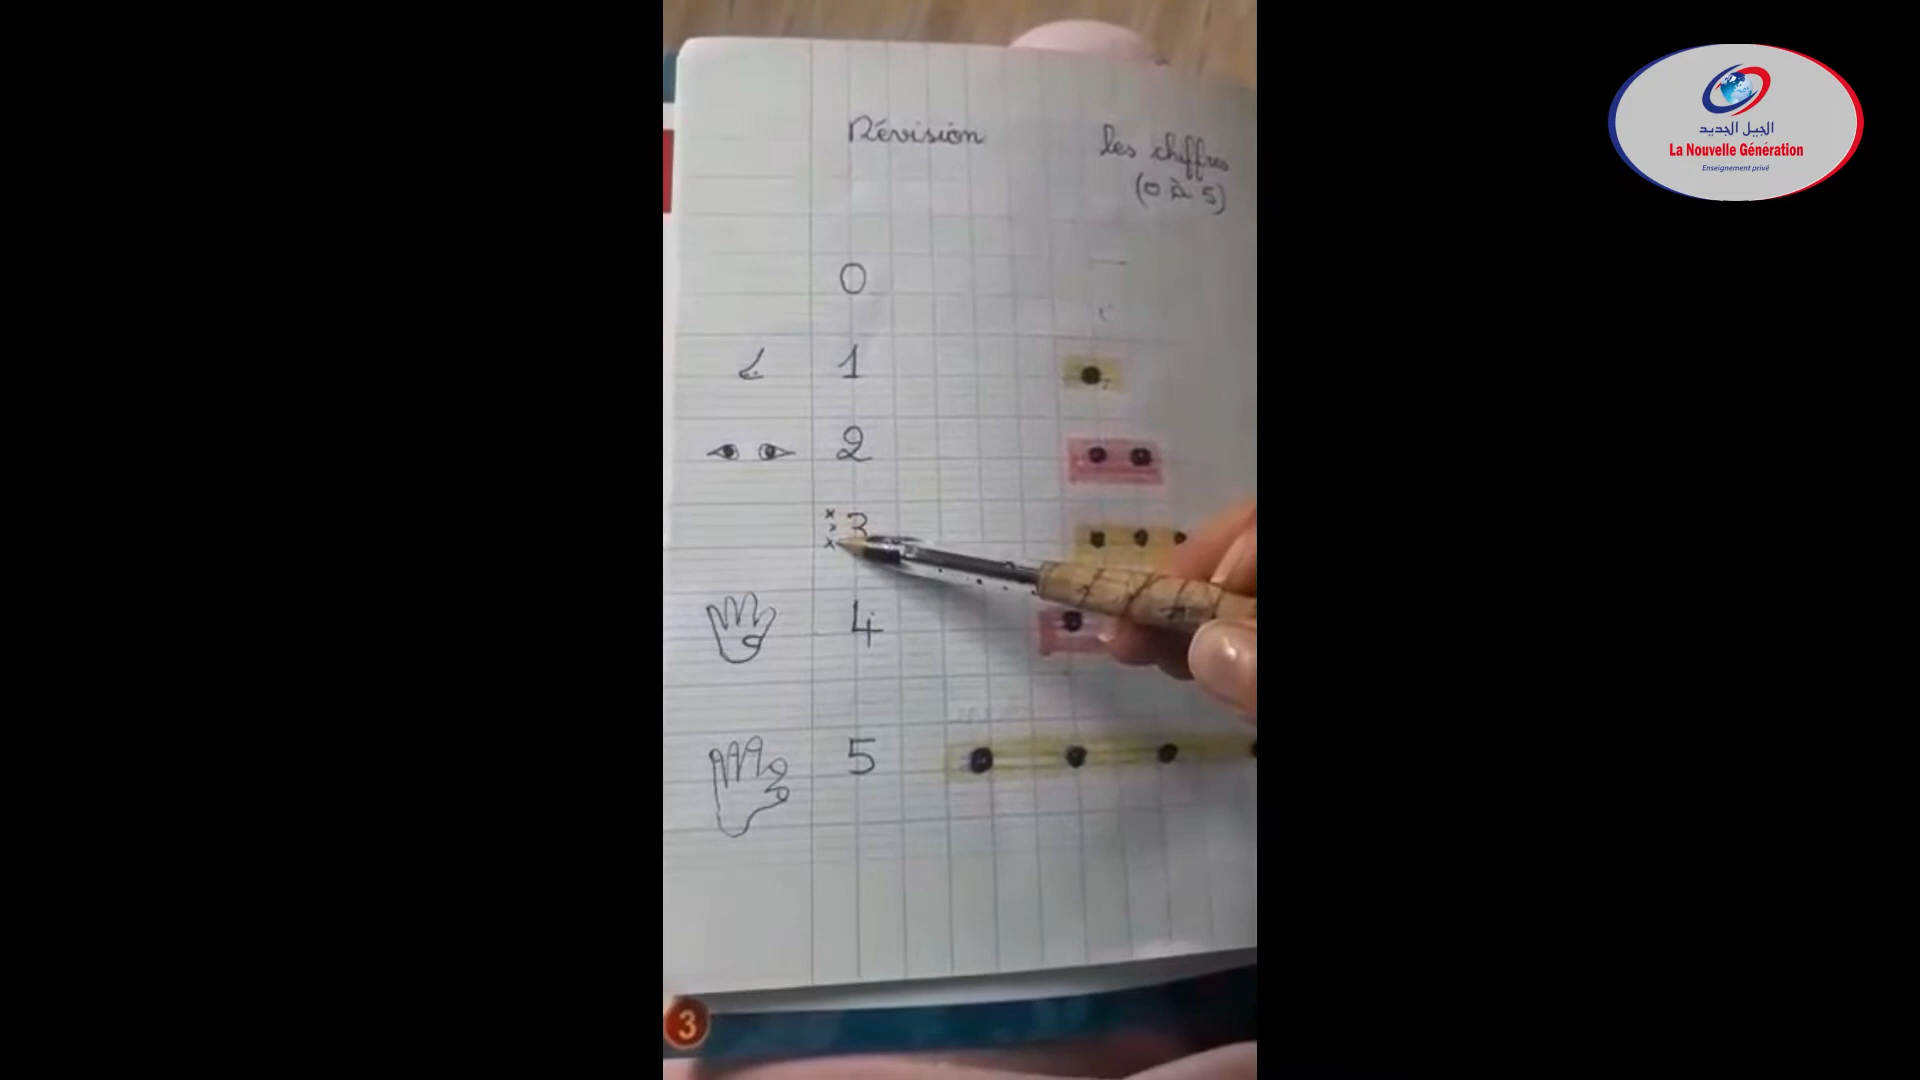 Révision
les chiffres
(0 à 5)
0
1
2
3
4
5
3
الجيل الجديد
La Nouvelle Génération
Enseignement privé